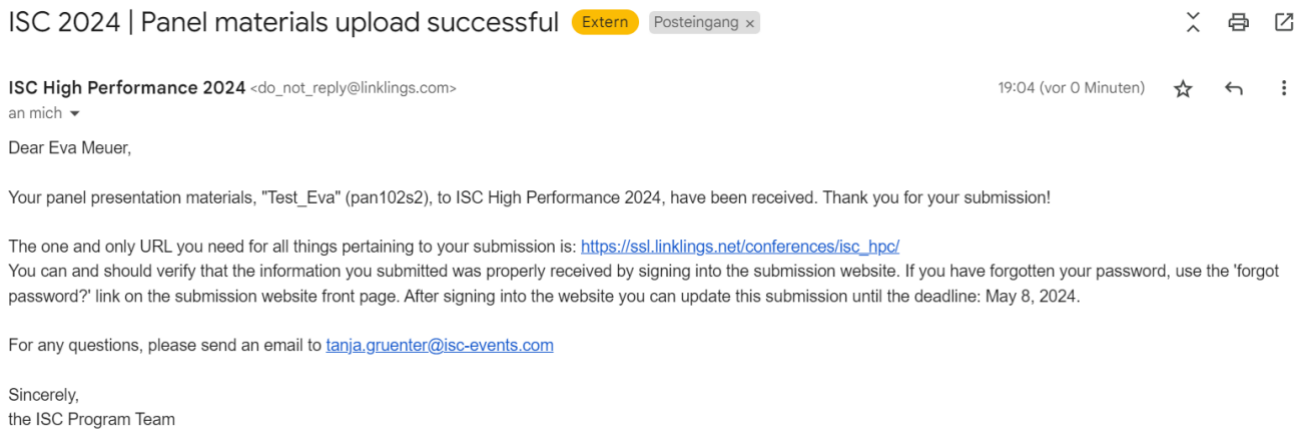 ISC 2024 | Panel materials upload successful Extern Posteingang ×
ISC High Performance 2024 <do_not_reply@linklings.com> 19:04 (vor 0 Minuten)
an mich
Dear Eva Meuer,
Your panel presentation materials, "Test_Eva" (pan102s2), to ISC High Performance 2024, have been received. Thank you for your submission!
The one and only URL you need for all things pertaining to your submission is: https://ssl.linklings.net/conferences/isc_hpc/
You can and should verify that the information you submitted was properly received by signing into the submission website. If you have forgotten your password, use the 'forgot
password?' link on the submission website front page. After signing into the website you can update this submission until the deadline: May 8, 2024.
For any questions, please send an email to tanja.gruenter@isc-events.com
Sincerely,
the ISC Program Team